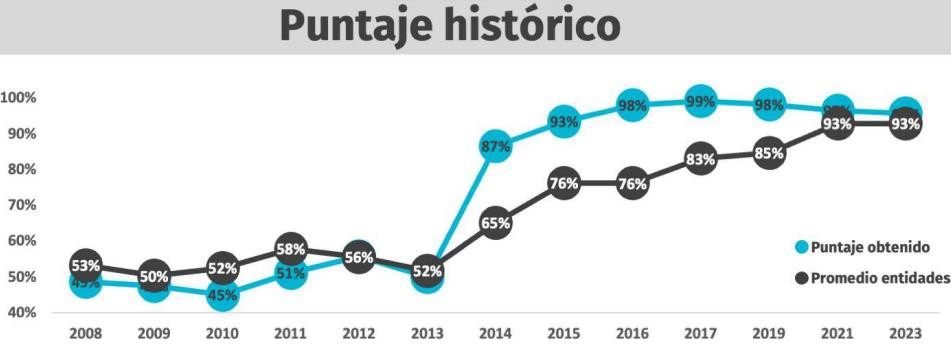 Puntaje histórico
100%
90%
80%
70%
60%
50%
40%
98% 99% 98%
93% 93% 93%
87%
83% 85%
76% 76%
65%
53% 50% 52% 58% 56% 52%
45% 51%
Puntaje obtenido
Promedio entidades
2008 2009 2010 2011 2012 2013 2014 2015 2016 2017 2019 2021 2023